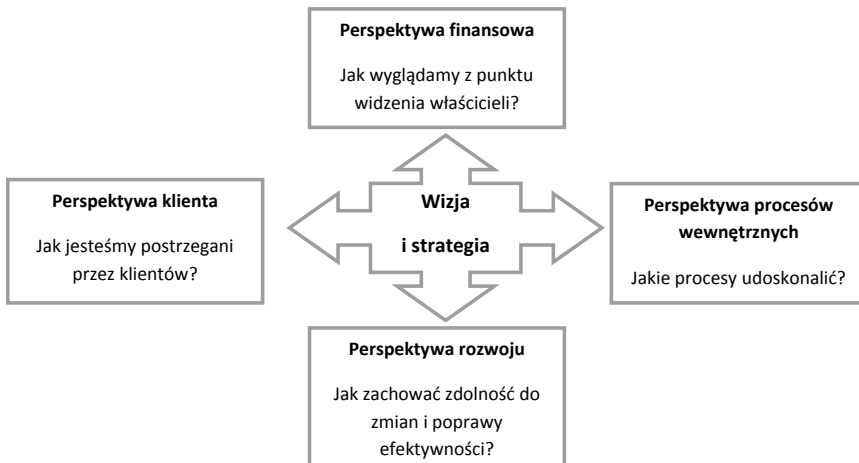 Perspektywa finansowa
Jak wyglądamy z punktu
widzenia właścicieli?
Perspektywa klienta
Jak jesteśmy postrzegani
przez klientów?
Wizja
i strategia
Perspektywa procesów
wewnętrznych
Jakie procesy udoskonalić?
Perspektywa rozwoju
Jak zachować zdolność do
zmian i poprawy
efektywności?